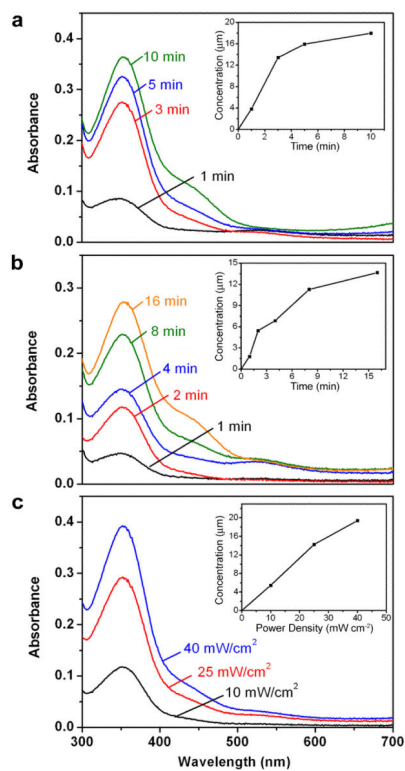 a
0.4
0.3
0.2
0.1
0.0
Absorbance
10 min
5 min
3 min
1 min
20
16
12
8
4
0
Concentration (µm)
0 2 4 6 8 10
Time (min)
b
0.3
0.2
0.1
0.0
Absorbance
16 min
8 min
4 min
2 min
1 min
15
12
9
6
3
0
Concentration (µm)
0 4 8 12 16
Time (min)
c
0.4
0.3
0.2
0.1
0.0
Absorbance
40 mW/cm²
25 mW/cm²
10 mW/cm²
20
16
12
8
4
0
Concentration (µm)
0 10 20 30 40 50
Power Density (mW cm⁻²)
300 400 500 600 700
Wavelength (nm)